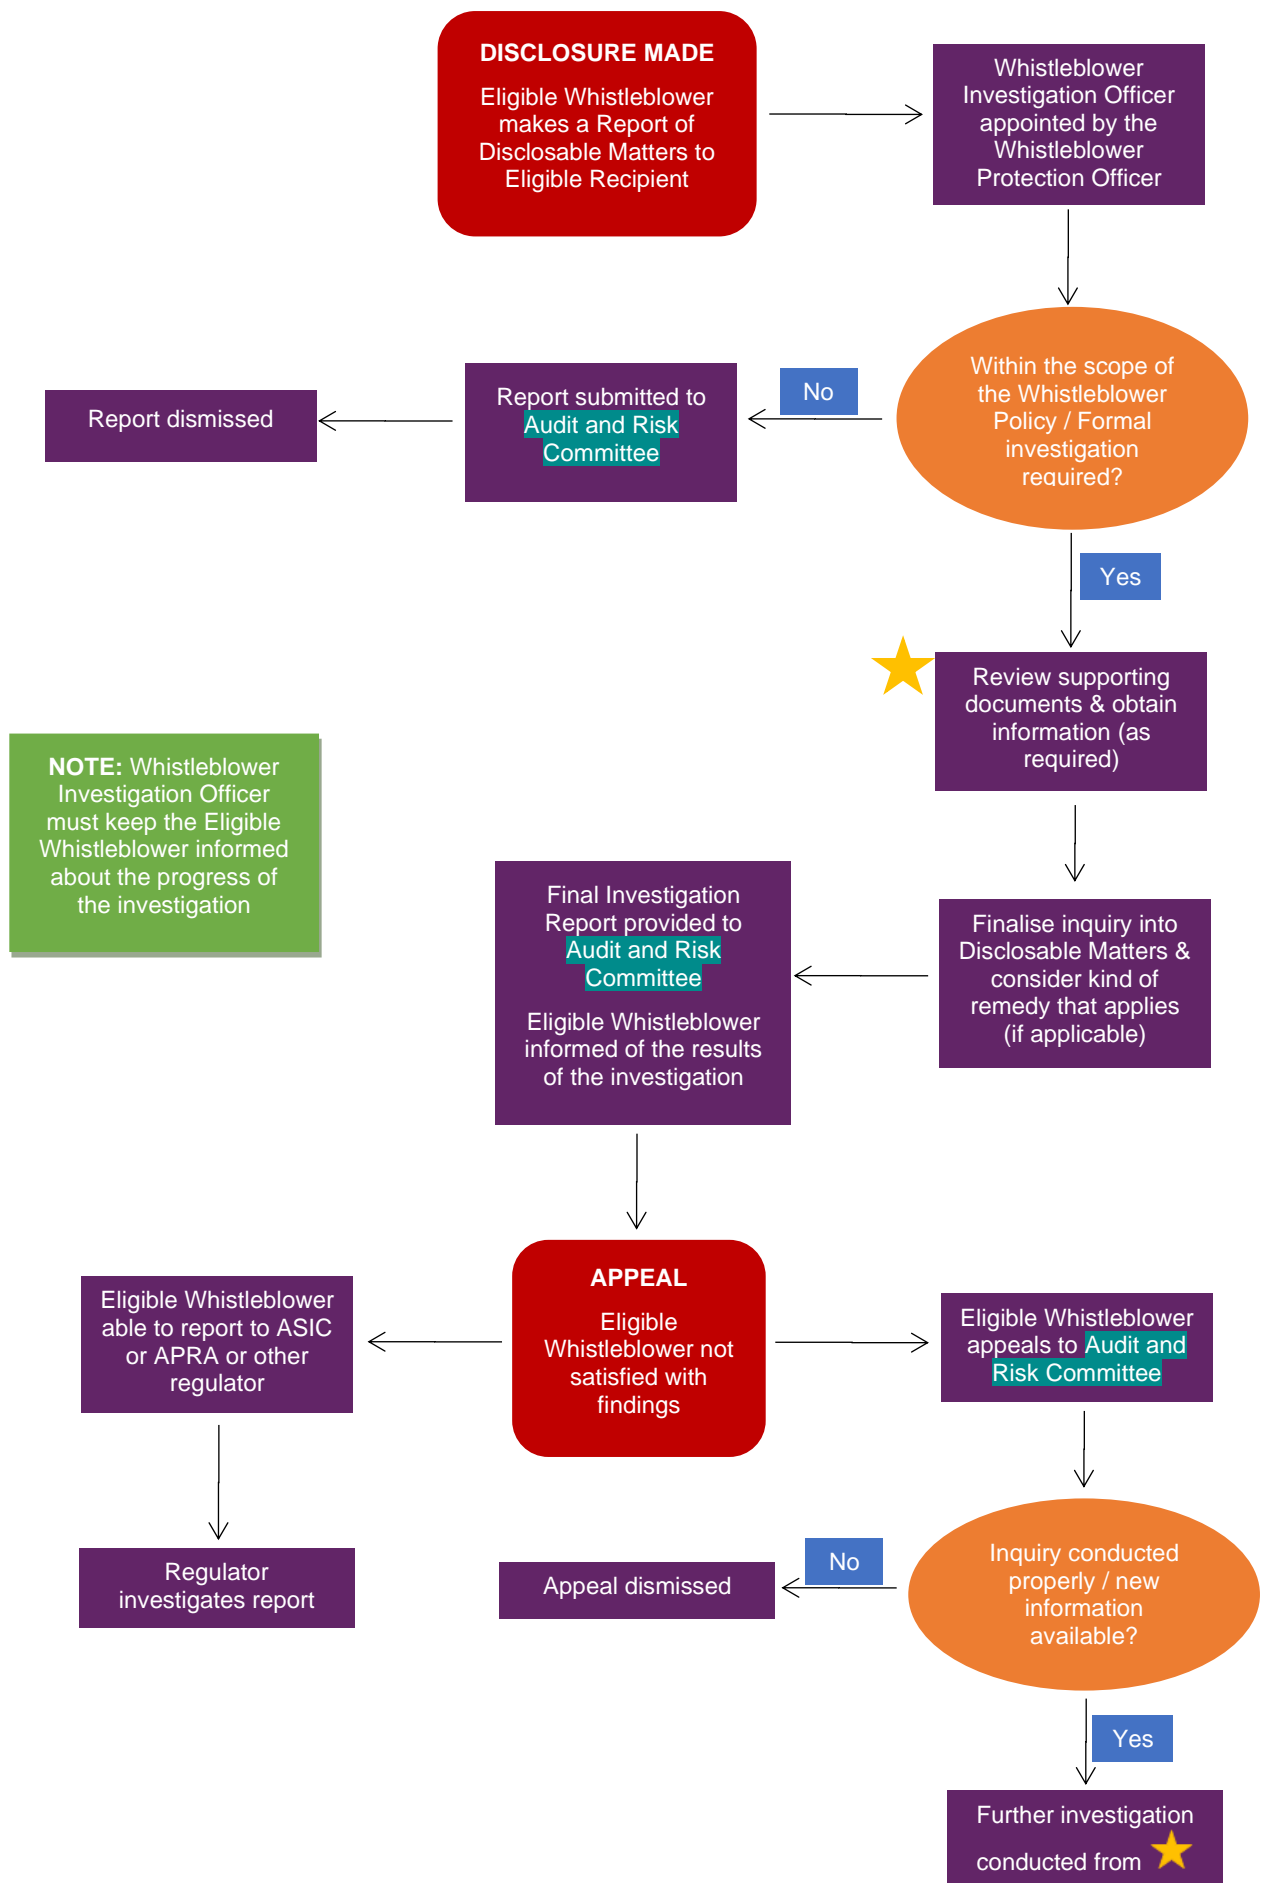 DISCLOSURE MADE
Eligible Whistleblower
makes a Report of
Disclosable Matters to
Eligible Recipient
Whistleblower
Investigation Officer
appointed by the
Whistleblower
Protection Officer
Within the scope of
the Whistleblower
Policy / Formal
investigation
required?
No
Report submitted to
Audit and Risk
Committee
Report dismissed
Yes
Review supporting
documents & obtain
information (as
required)
NOTE: Whistleblower
Investigation Officer
must keep the Eligible
Whistleblower informed
about the progress of
the investigation
Finalise inquiry into
Disclosable Matters &
consider kind of
remedy that applies
(if applicable)
Final Investigation
Report provided to
Audit and Risk
Committee
Eligible Whistleblower
informed of the results
of the investigation
APPEAL
Eligible
Whistleblower not
satisfied with
findings
Eligible Whistleblower
able to report to ASIC
or APRA or other
regulator
Regulator
investigates report
Eligible Whistleblower
appeals to Audit and
Risk Committee
Inquiry conducted
properly / new
information
available?
No
Appeal dismissed
Yes
Further investigation
conducted from